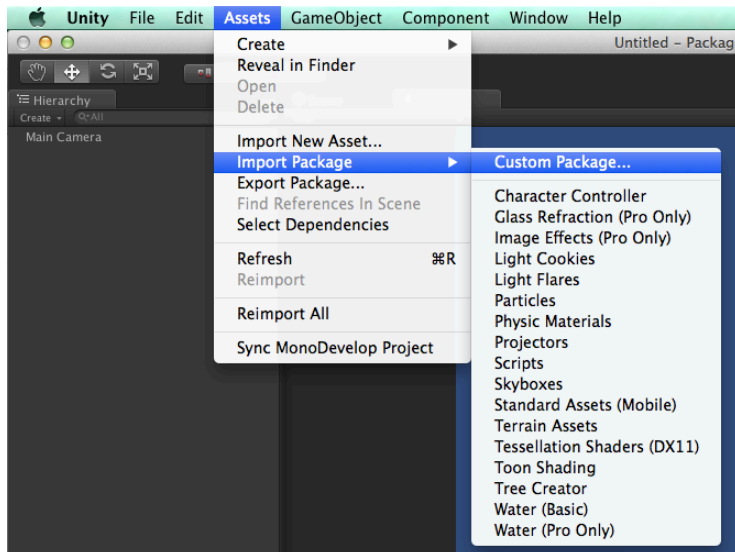 Unity File Edit Assets GameObject Component Window Help
Untitled – Packag
Hierarchy
Create All
Main Camera
Create
Reveal in Finder
Open
Delete
Import New Asset...
Import Package
Export Package...
Find References In Scene
Select Dependencies
Refresh ⌘R
Reimport
Reimport All
Sync MonoDevelop Project
Custom Package...
Character Controller
Glass Refraction (Pro Only)
Image Effects (Pro Only)
Light Cookies
Light Flares
Particles
Physic Materials
Projectors
Scripts
Skyboxes
Standard Assets (Mobile)
Terrain Assets
Tessellation Shaders (DX11)
Toon Shading
Tree Creator
Water (Basic)
Water (Pro Only)